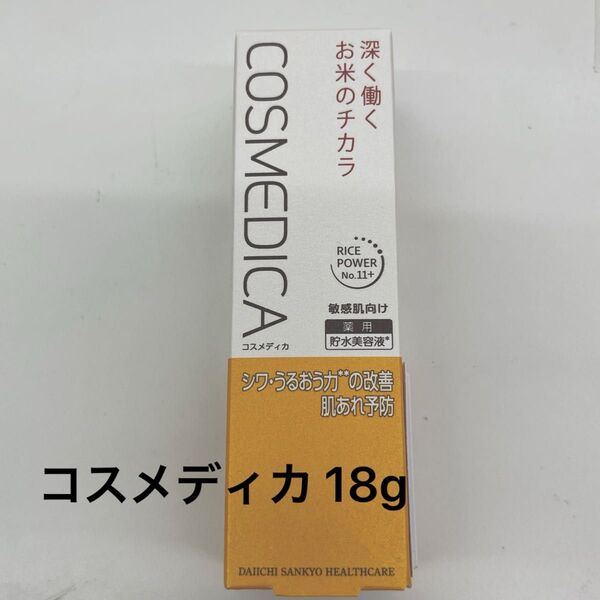 深く働く
お米のチカラ
COSMEDICA
コスメディカ
RICE
POWER
No.11+
敏感肌向け
薬用
貯水美容液*
シワ・うるおう力**の改善
肌あれ予防
コスメディカ 18g
DAIICHI SANKYO HEALTHCARE